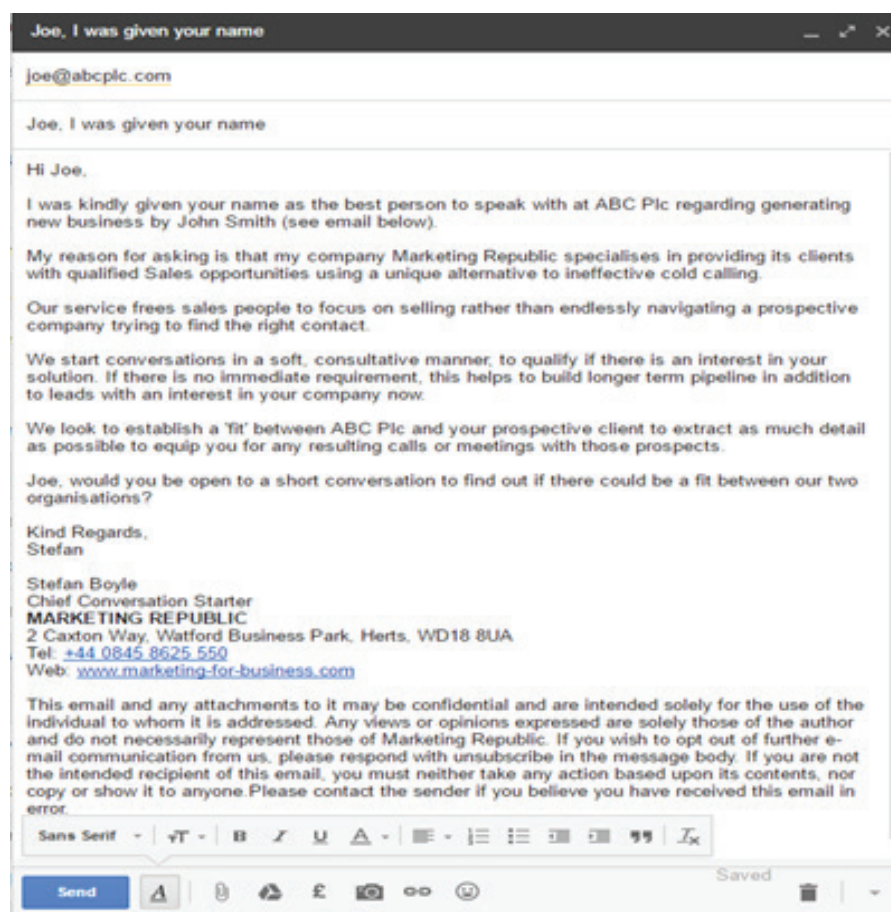 Joe, I was given your name
joe@abcplc.com
Joe, I was given your name
Hi Joe,
I was kindly given your name as the best person to speak with at ABC Plc regarding generating
new business by John Smith (see email below).
My reason for asking is that my company Marketing Republic specialises in providing its clients
with qualified Sales opportunities using a unique alternative to ineffective cold calling.
Our service frees sales people to focus on selling rather than endlessly navigating a prospective
company trying to find the right contact.
We start conversations in a soft, consultative manner, to qualify if there is an interest in your
solution. If there is no immediate requirement, this helps to build longer term pipeline in addition
to leads with an interest in your company now.
We look to establish a 'fit' between ABC Plc and your prospective client to extract as much detail
as possible to equip you for any resulting calls or meetings with those prospects.
Joe, would you be open to a short conversation to find out if there could be a fit between our two
organisations?
Kind Regards,
Stefan
Stefan Boyle
Chief Conversation Starter
MARKETING REPUBLIC
2 Caxton Way, Watford Business Park, Herts, WD18 8UA
Tel: +44 0845 8625 550
Web: www.marketing-for-business.com
This email and any attachments to it may be confidential and are intended solely for the use of the
individual to whom it is addressed. Any views or opinions expressed are solely those of the author
and do not necessarily represent those of Marketing Republic. If you wish to opt out of further e-
mail communication from us, please respond with unsubscribe in the message body. If you are not
the intended recipient of this email, you must neither take any action based upon its contents, nor
copy or show it to anyone.Please contact the sender if you believe you have received this email in
error.
Sans Serif
Saved
Send